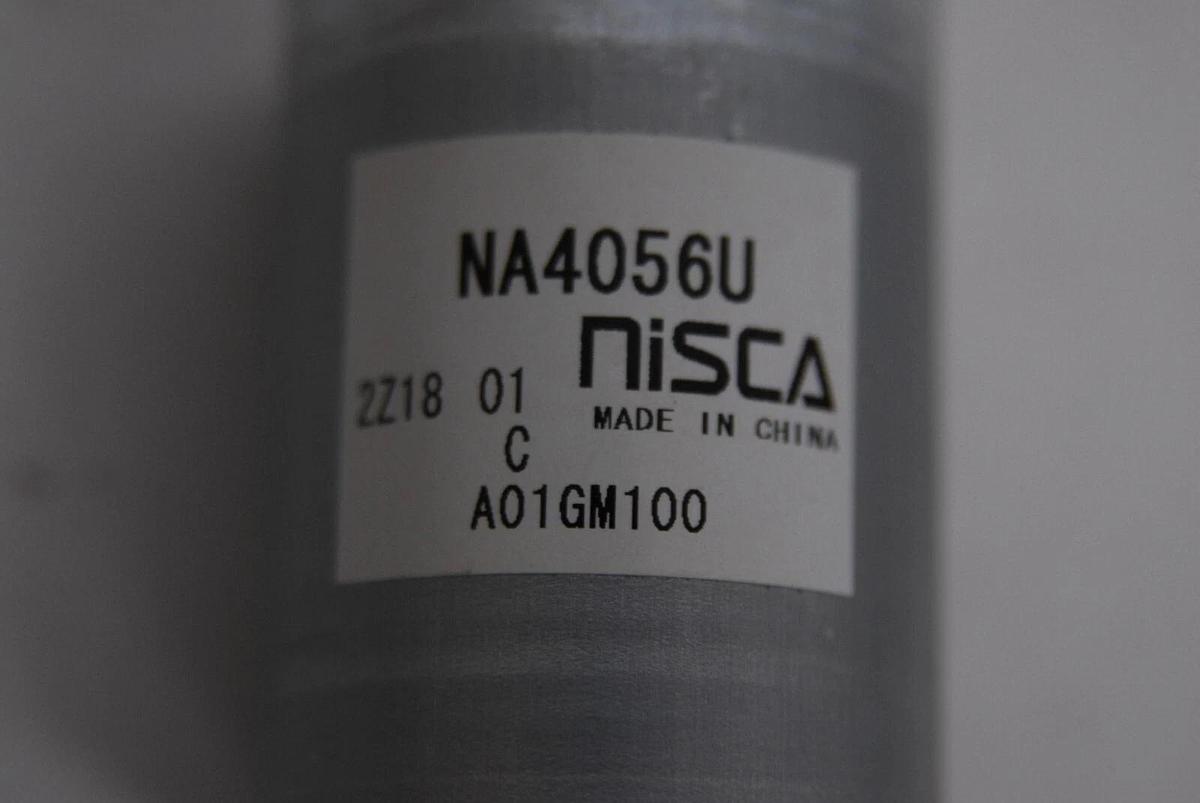 NA4056U
nisca
2Z18 01
MADE IN CHINA
C
A01GM100